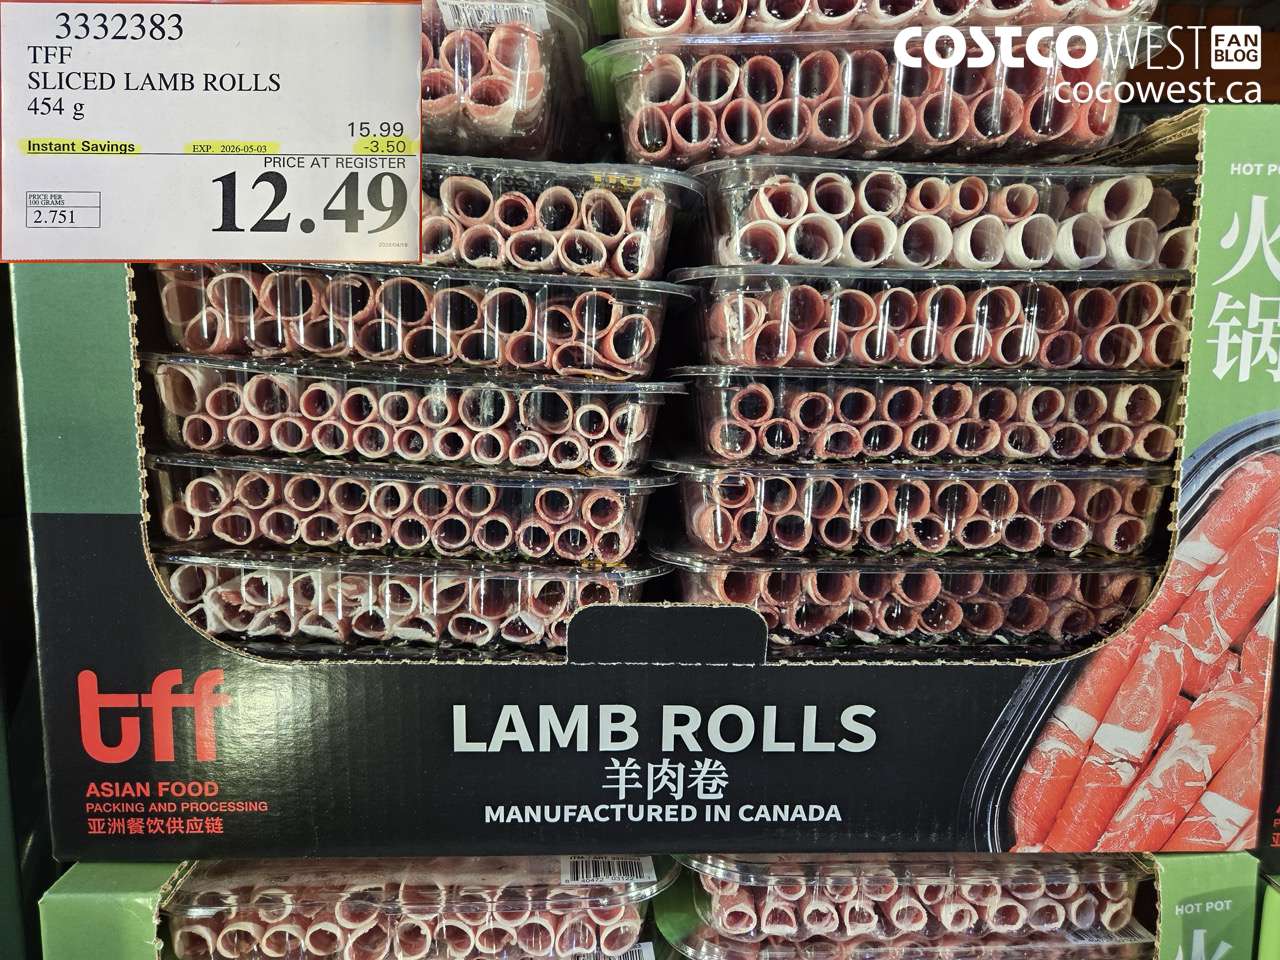 3332383
TFF
SLICED LAMB ROLLS
454 g
15.99
Instant Savings EXP. 2026-05-03 -3.50
PRICE AT REGISTER
12.49
PRICE PER
100 GRAMS
2.751
COSTCO WEST FAN BLOG
cocowest.ca
HOT PO
火
锅
tff
ASIAN FOOD
PACKING AND PROCESSING
亚洲餐饮供应链
LAMB ROLLS
羊肉卷
MANUFACTURED IN CANADA
HOT POT
火